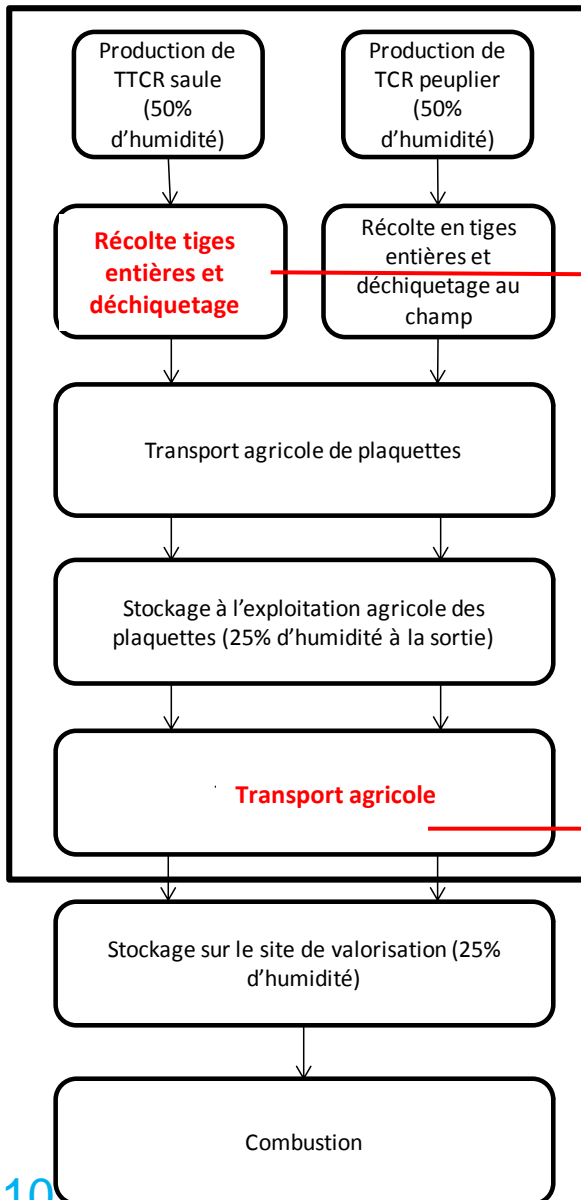 Production de
TTCR saule
(50%
d’humidité)
Production de
TCR peuplier
(50%
d’humidité)
Récolte tiges
entières et
déchiquetage
Récolte en tiges
entières et
déchiquetage au
champ
Transport agricole de plaquettes
Stockage à l’exploitation agricole des
plaquettes (25% d’humidité à la sortie)
Transport agricole
Stockage sur le site de valorisation (25%
d’humidité)
Combustion
10